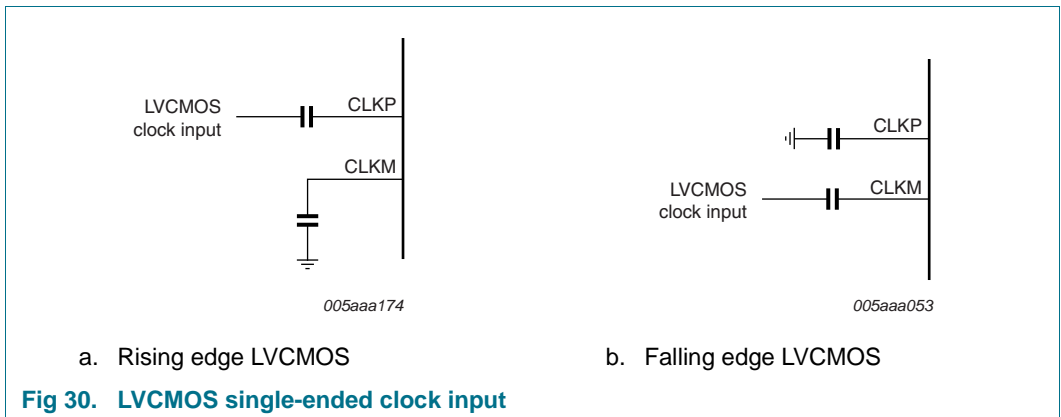 LVCMOS
clock input
CLKP
CLKM
005aaa174
a. Rising edge LVCMOS
CLKP
LVCMOS
clock input
CLKM
005aaa053
b. Falling edge LVCMOS
Fig 30. LVCMOS single-ended clock input